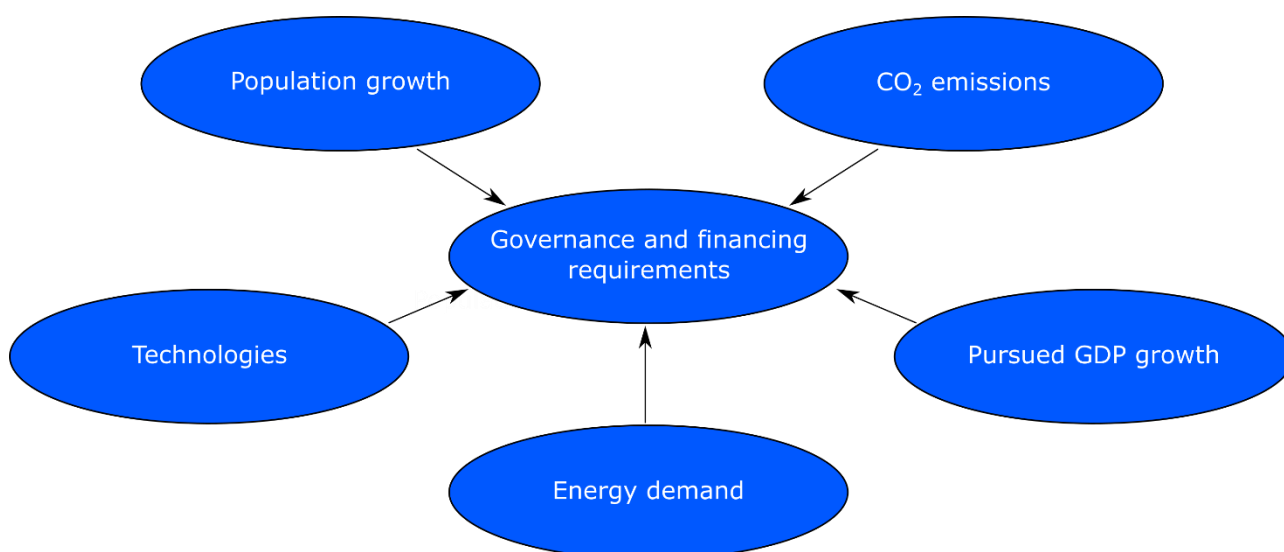 Population growth
CO₂ emissions
Governance and financing
requirements
Technologies
Pursued GDP growth
Energy demand